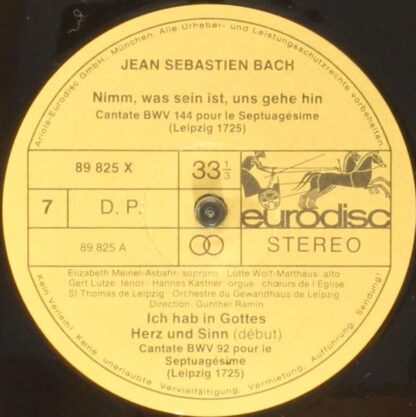 Ariola-Eurodisc GmbH., München. Alle Urheber- und Leistungsschutzrechte vorbehalten.
JEAN SEBASTIEN BACH
Nimm, was sein ist, uns gehe hin
Cantate BWV 144 pour le Septuagésime
(Leipzig 1725)
89 825 X
33 1/3
7
D. P.
eurodisc
89 825 A
STEREO
Elizabeth Meinel-Asbahr, soprano - Lotte Wolf-Matthaus alto -
Gert Lutze: ténor - Hannes Kästner: orgue - chœurs de l'Eglise
St Thomas de Leipzig - Orchestre du Gewandhaus de Leipzig
Direction: Günther Ramin
Ich hab in Gottes
Herz und Sinn (début)
Cantate BWV 92 pour le
Septuagésime
(Leipzig 1725)
Kein Verleih! Keine unerlaubte Vervielfältigung, Vermietung, Aufführung, Sendung!